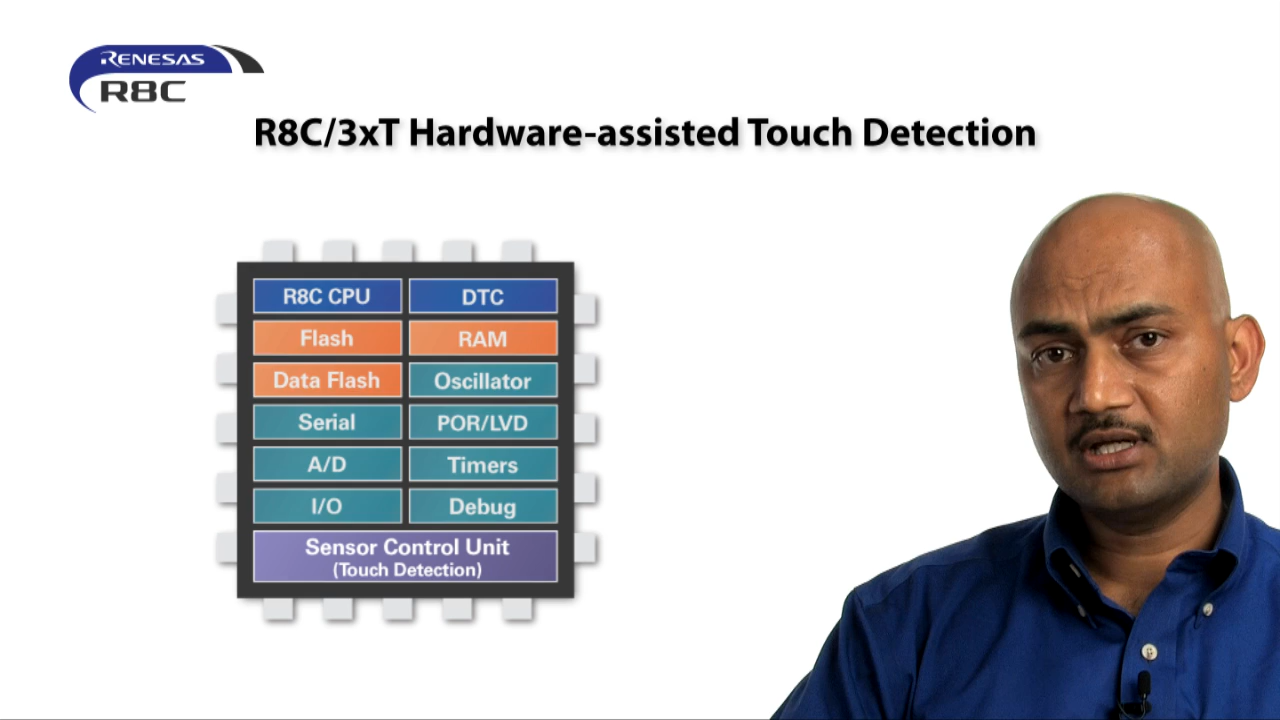 RENESAS
R8C
R8C/3xT Hardware-assisted Touch Detection
R8C CPU
DTC
Flash
RAM
Data Flash
Oscillator
Serial
POR/LVD
A/D
Timers
I/O
Debug
Sensor Control Unit
(Touch Detection)